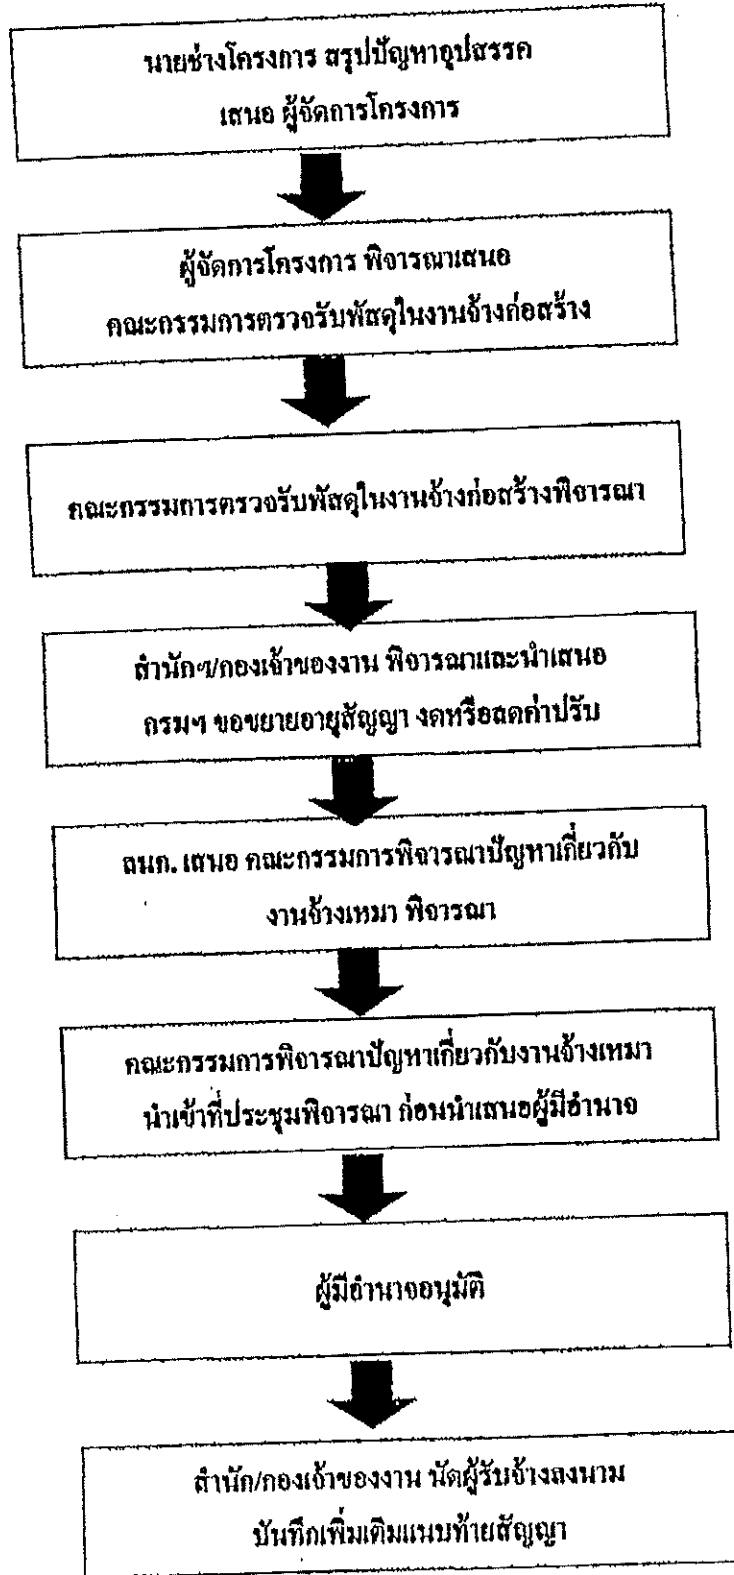 นายช่างโครงการ สรุปปัญหาอุปสรรค
เสนอ ผู้จัดการโครงการ
ผู้จัดการโครงการ พิจารณาเสนอ
คณะกรรมการตรวจรับพัสดุในงานจ้างก่อสร้าง
คณะกรรมการตรวจรับพัสดุในงานจ้างก่อสร้างพิจารณา
สำนักฯ/กองเจ้าของงาน พิจารณาและนำเสนอ
กรมฯ ขอขยายอายุสัญญา งดหรือลดค่าปรับ
ลนก. เสนอ คณะกรรมการพิจารณาปัญหาเกี่ยวกับ
งานจ้างเหมา พิจารณา
คณะกรรมการพิจารณาปัญหาเกี่ยวกับงานจ้างเหมา
นำเข้าที่ประชุมพิจารณา ก่อนนำเสนอผู้มีอำนาจ
ผู้มีอำนาจอนุมัติ
สำนัก/กองเจ้าของงาน นัดผู้รับจ้างลงนาม
บันทึกเพิ่มเติมแนบท้ายสัญญา